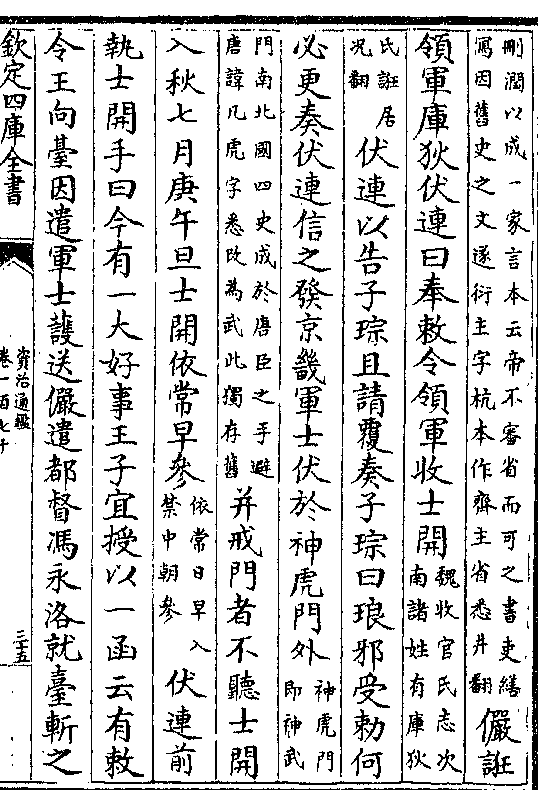 刪潤以成一家言本云帝不審省而可之書吏繕
寫因舊史之文遂衍主字杭本作齊主省悉井翻
儼誑
領軍庫狄伏連曰奉敕令領軍收士開
魏收官氏志次
南諸姓有庫狄
氏誑居
况翻
伏連以告子琮且請覆奏子琮曰琅邪受勅何
必更奏伏連信之發京畿軍士伏於神虎門外
神虎門
即神武
門南北國四史成於唐臣之手避
唐諱凡虎字悉改為武此獨存舊
并戒門者不聽士開
入秋七月庚午旦士開依常早參
依常日早入
禁中朝參
伏連前
執士開手曰今有一大好事王子宜授以一函云有敕
令王向臺因遣軍士護送儼遣都督馮永洛就臺斬之
欽定四庫全書
資治通鑑
卷一百七十
三十五